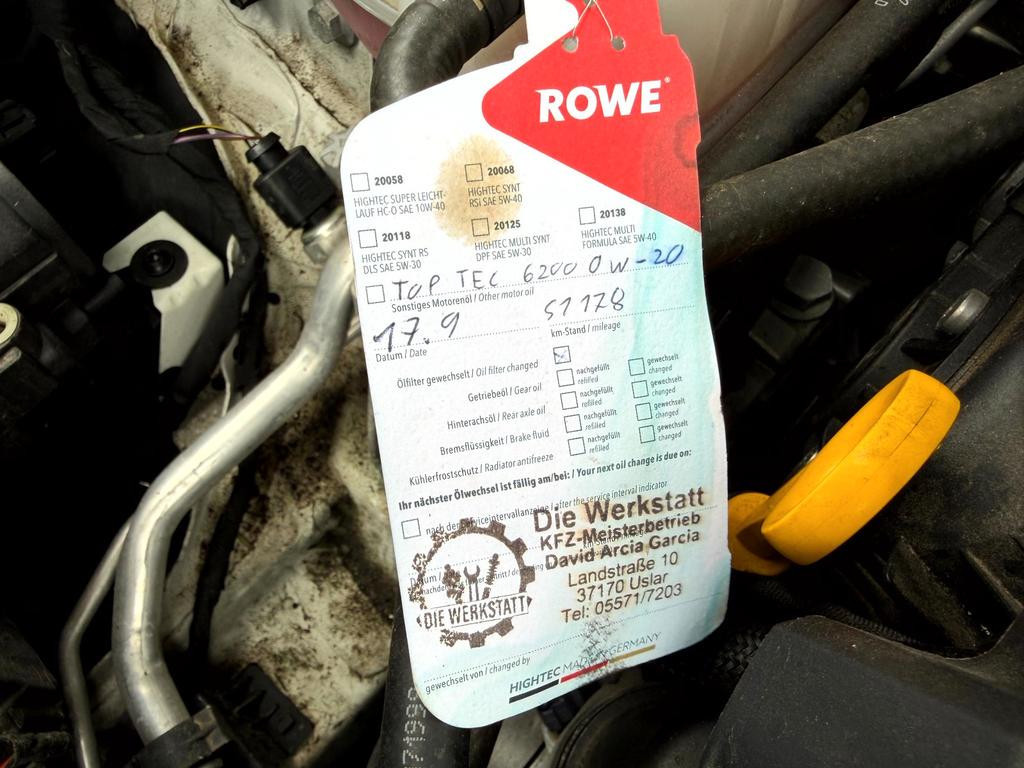 ROWE®
20058
HIGHTEC SUPER LEICHT-
LAUF HC-O SAE 10W-40
20068
HIGHTEC SYNT
RSi SAE 5W-40
20118
HIGHTEC SYNT RS
DLS SAE 5W-30
20125
HIGHTEC MULTI SYNT
DPF SAE 5W-30
20138
HIGHTEC MULTI
FORMULA SAE 5W-40
TOP TEC 6200 0W-20
Sonstiges Motorenöl / Other motor oil
17.9
51178
Datum / Date
km-Stand / mileage
Ölfilter gewechselt / Oil filter changed
Getriebeöl / Gear oil
nachgefüllt
refilled
gewechselt
changed
Hinterachsöl / Rear axle oil
nachgefüllt
refilled
gewechselt
changed
Bremsflüssigkeit / Brake fluid
nachgefüllt
refilled
gewechselt
changed
Kühlerfrostschutz / Radiator antifreeze
nachgefüllt
refilled
gewechselt
changed
Ihr nächster Ölwechsel ist fällig am/bei: / Your next oil change is due on:
nach der Serviceintervallanzeige / after the service interval indicator
Datum /
DIE WERKSTATT
Die Werkstatt
KFZ-Meisterbetrieb
David Arcia Garcia
Landstraße 10
37170 Uslar
Tel: 05571/7203
gewechselt von / changed by
HIGHTEC MADE IN GERMANY